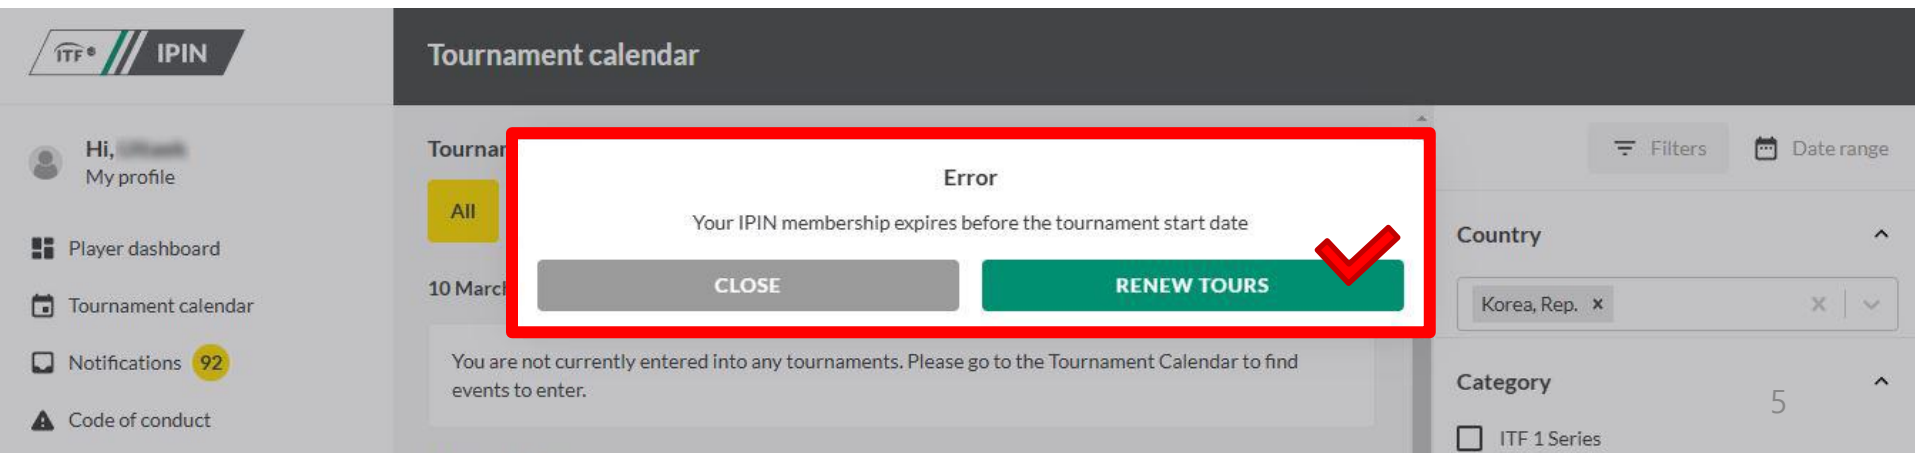 ITF IPIN
Tournament calendar
Hi,
My profile
Player dashboard
Tournament calendar
Notifications 92
Code of conduct
All
10 March
Error
Your IPIN membership expires before the tournament start date
CLOSE
RENEW TOURS
You are not currently entered into any tournaments. Please go to the Tournament Calendar to find
events to enter.
Filters
Date range
Country
Korea, Rep. x
Category
5
ITF 1 Series